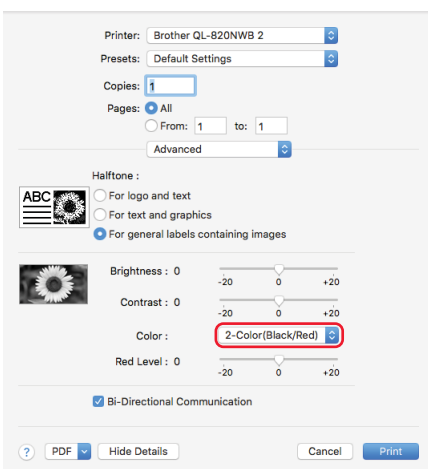 Printer: Brother QL-820NWB 2
Presets: Default Settings
Copies: 1
Pages: All
From: 1 to: 1
Advanced
Halftone :
ABC
For logo and text
For text and graphics
For general labels containing images
Brightness : 0
-20 0 +20
Contrast : 0
-20 0 +20
Color : 2-Color(Black/Red)
Red Level : 0
-20 0 +20
Bi-Directional Communication
? PDF Hide Details Cancel Print